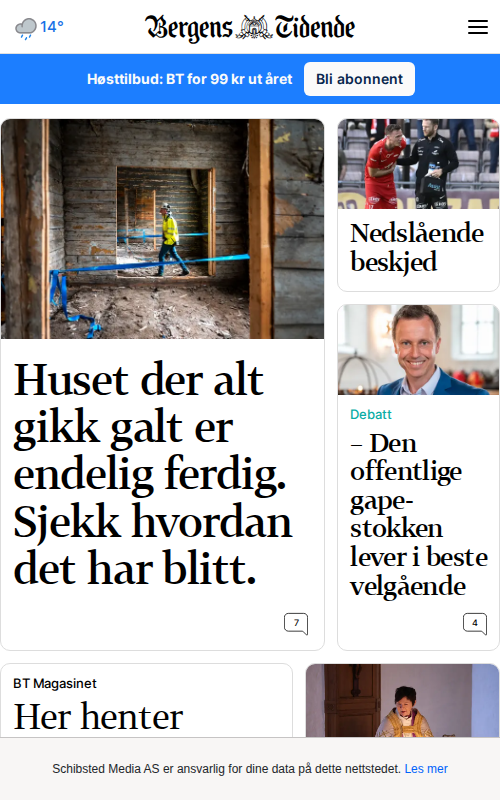 14°
Bergens Tidende
Høsttilbud: BT for 99 kr ut året
Bli abonnent
Huset der alt
gikk galt er
endelig ferdig.
Sjekk hvordan
det har blitt.
7
Nedslående
beskjed
Debatt
– Den
offentlige
gape-
stokken
lever i beste
velgående
4
BT Magasinet
Her henter
Schibsted Media AS er ansvarlig for dine data på dette nettstedet. Les mer